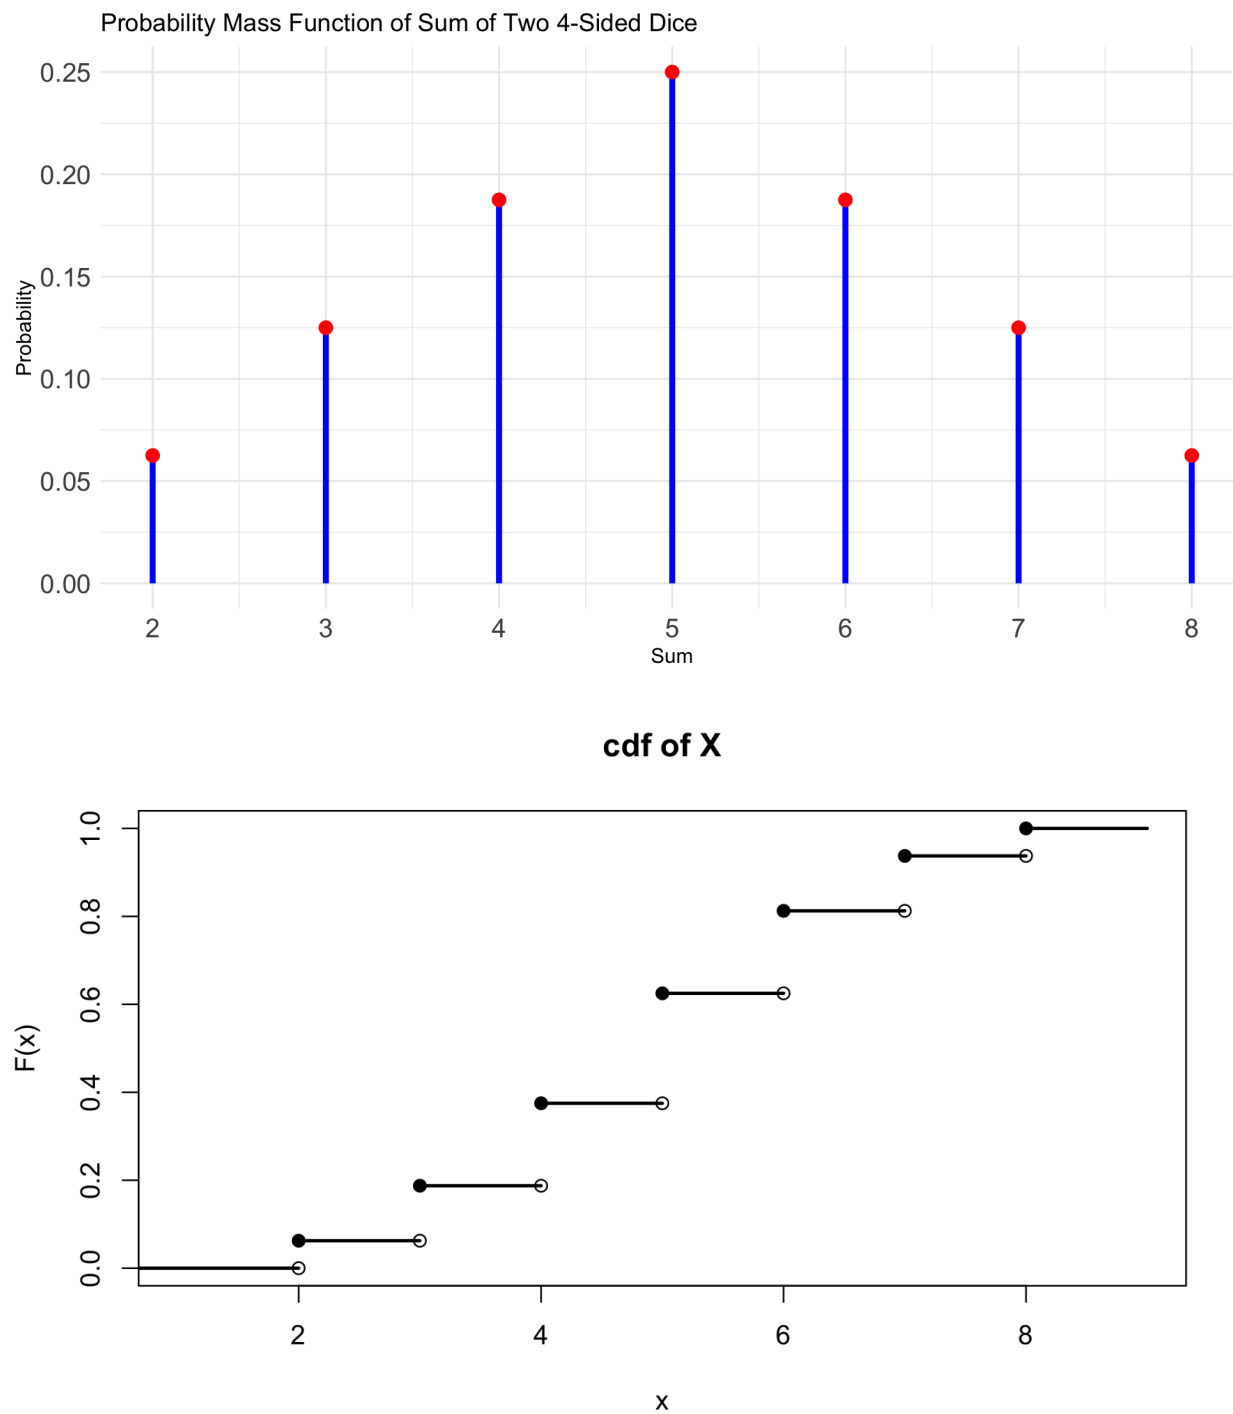 Probability Mass Function of Sum of Two 4-Sided Dice
0.25
0.20
0.15
0.10
0.05
0.00
Probability
2 3 4 5 6 7 8
Sum
cdf of X
1.0
0.8
0.6
0.4
0.2
0.0
F(x)
2 4 6 8
x